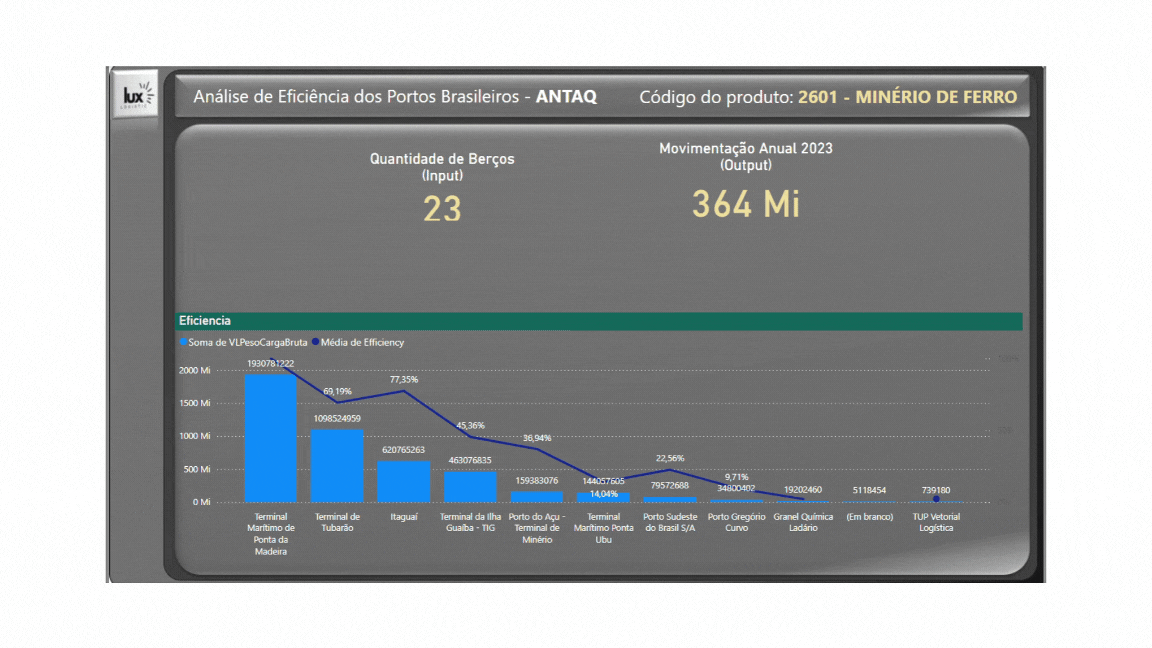 lux
Análise de Eficiência dos Portos Brasileiros - ANTAQ
Código do produto: 2601 - MINÉRIO DE FERRO
Quantidade de Berços
(Input)
23
Movimentação Anual 2023
(Output)
364 Mi
Eficiencia
Soma de VLPesoCargaBruta
Média de Efficiency
2000 Mi
1500 Mi
1000 Mi
500 Mi
0 Mi
1930781222
69,19%
1098524959
77,35%
620765263
45,36%
463076835
36,94%
159383076
144057605
14,04%
22,56%
79572688
9,71%
34800402
19202460
5118454
739180
Terminal
Marítimo de
Ponta da
Madeira
Terminal de
Tubarão
Itaguaí
Terminal da Ilha
Guaíba - TIG
Porto do Açu -
Terminal de
Minério
Terminal
Marítimo Ponta
Ubu
Porto Sudeste
do Brasil S/A
Porto Gregório
Curvo
Granel Química
Ladário
(Em branco)
TUP Vetorial
Logística